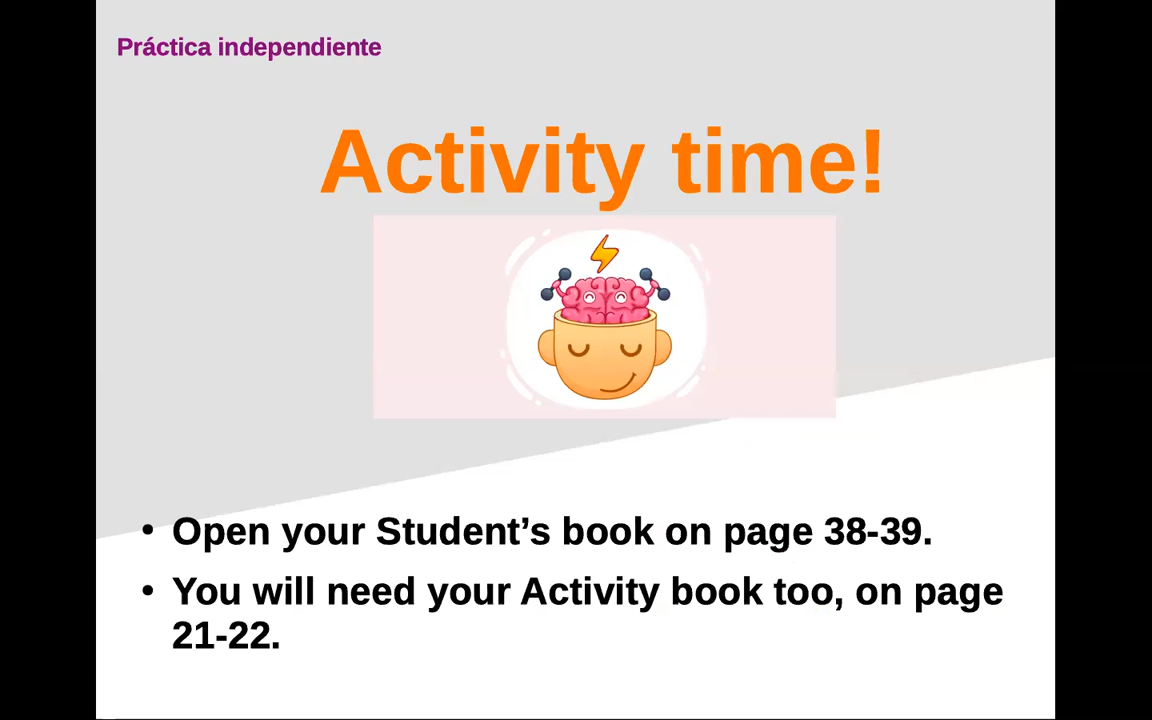 Práctica independiente
Activity time!
• Open your Student’s book on page 38-39.
• You will need your Activity book too, on page
21-22.